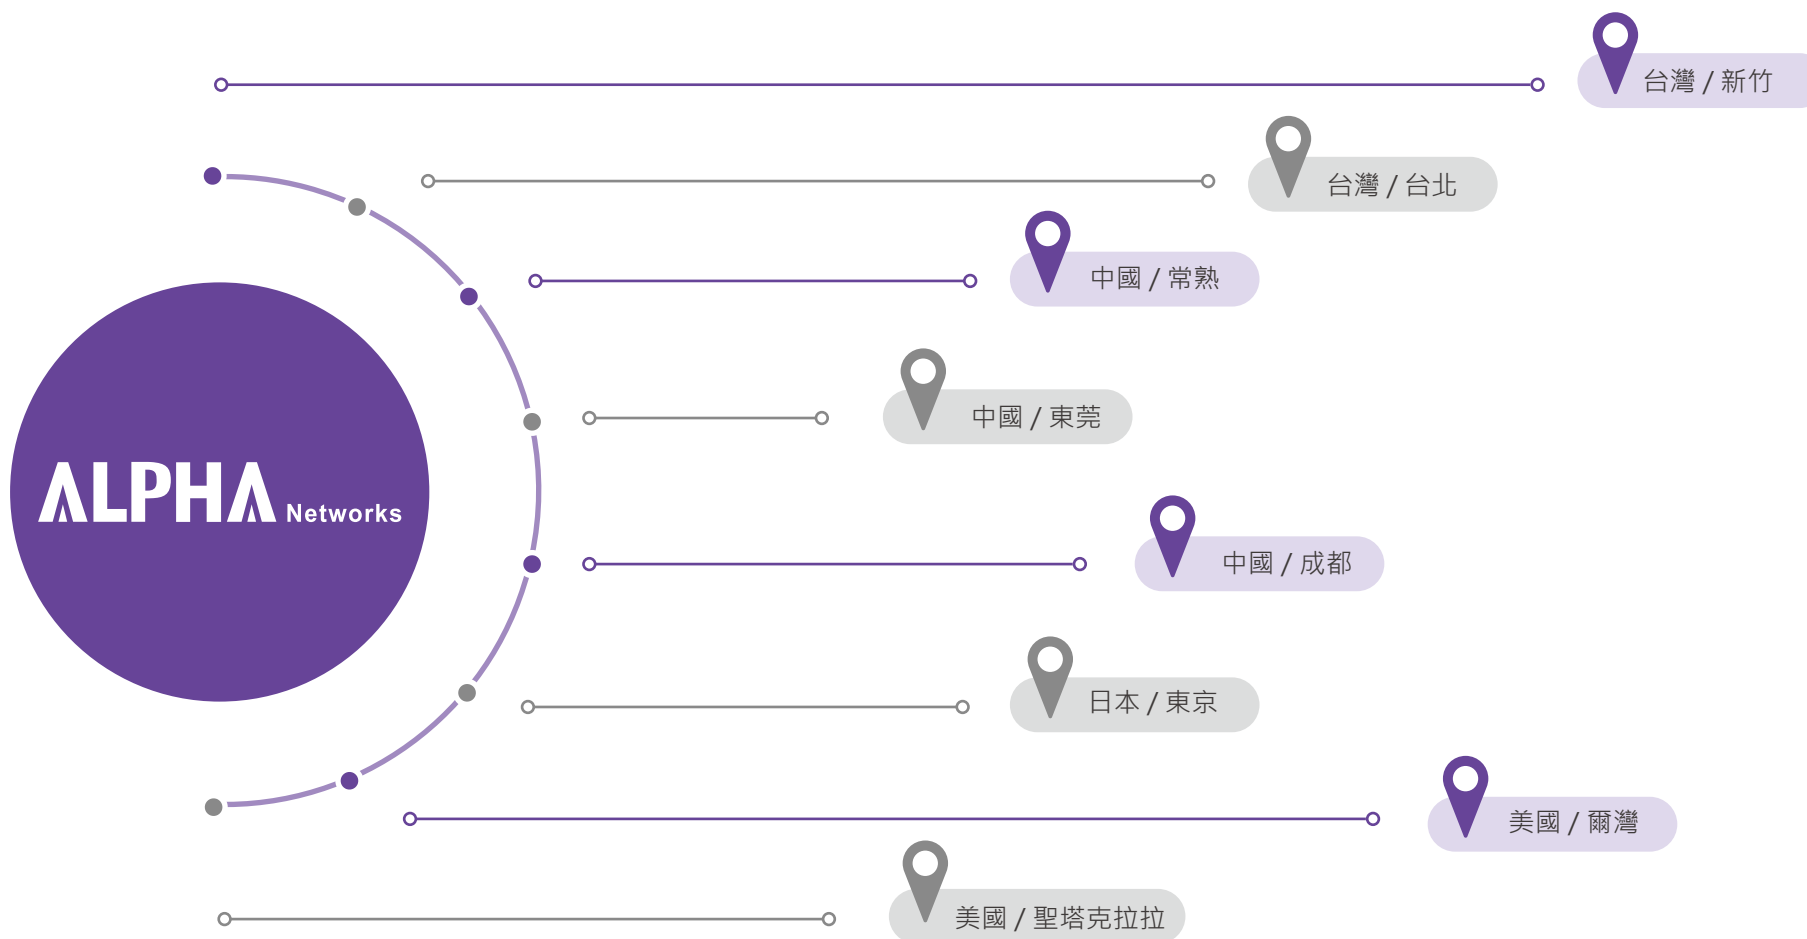 台灣 / 新竹
台灣 / 台北
中國 / 常熟
中國 / 東莞
ALPHA Networks
中國 / 成都
日本 / 東京
美國 / 爾灣
美國 / 聖塔克拉拉